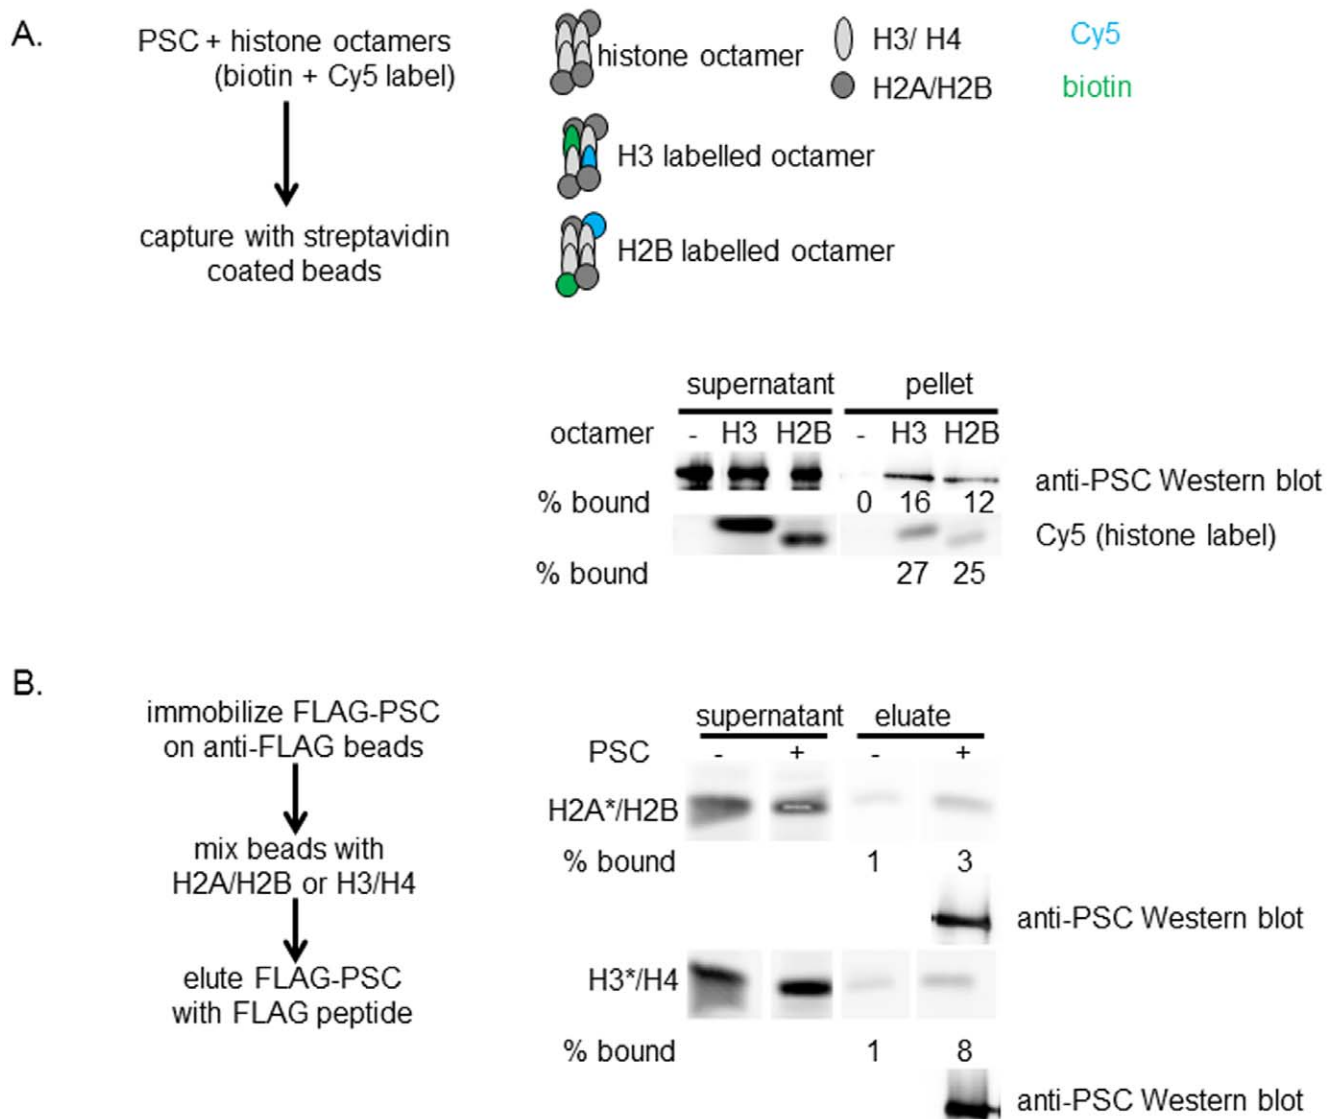 A.
PSC + histone octamers
(biotin + Cy5 label)
capture with streptavidin
coated beads
histone octamer
H3/ H4
H2A/H2B
Cy5
biotin
H3 labelled octamer
H2B labelled octamer
supernatant pellet
octamer - H3 H2B - H3 H2B
anti-PSC Western blot
% bound 0 16 12
Cy5 (histone label)
% bound 27 25
B.
immobilize FLAG-PSC
on anti-FLAG beads
mix beads with
H2A/H2B or H3/H4
elute FLAG-PSC
with FLAG peptide
supernatant eluate
PSC - + - +
H2A*/H2B
% bound 1 3
anti-PSC Western blot
H3*/H4
% bound 1 8
anti-PSC Western blot